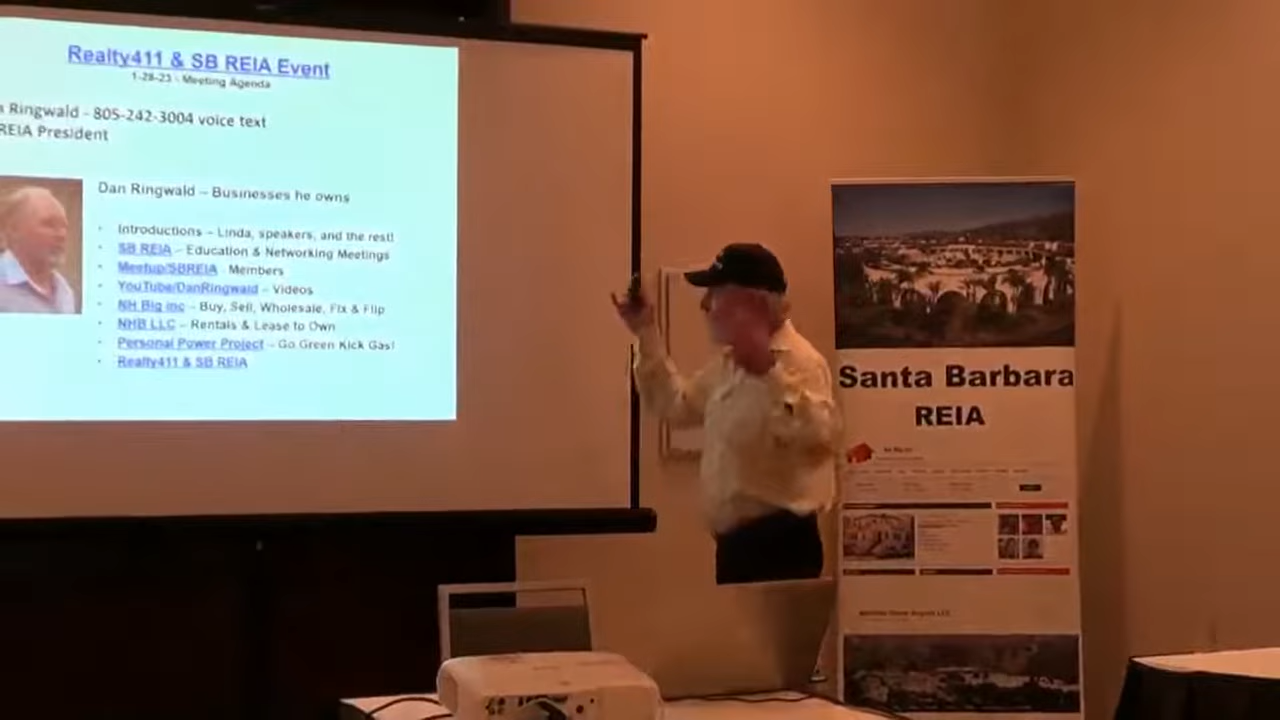 Realty411 & SB REIA Event
1-28-23 - Meeting Agenda
Ringwald - 805-242-3004 voice text
REIA President
Dan Ringwald – Businesses he owns
• Introductions – Linda, speakers, and the rest!
• SB REIA – Education & Networking Meetings
• Meetup/SBREIA - Members
• YouTube/DanRingwald – Videos
• NH Big Inc – Buy, Sell, Wholesale, Fix & Flip
• NHB LLC – Rentals & Lease to Own
• Personal Power Project – Go Green Kick Gas!
• Realty411 & SB REIA
Santa Barbara
REIA